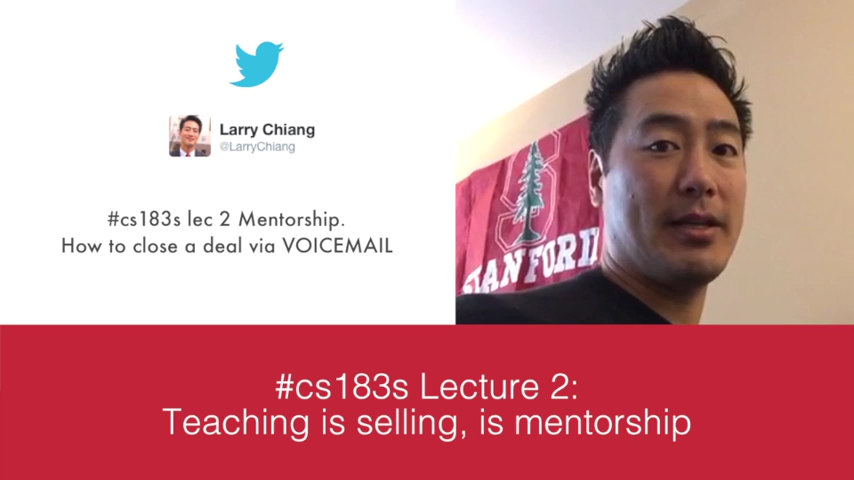 Larry Chiang
@LarryChiang
#cs183s lec 2 Mentorship.
How to close a deal via VOICEMAIL
S
STANFORD
#cs183s Lecture 2:
Teaching is selling, is mentorship